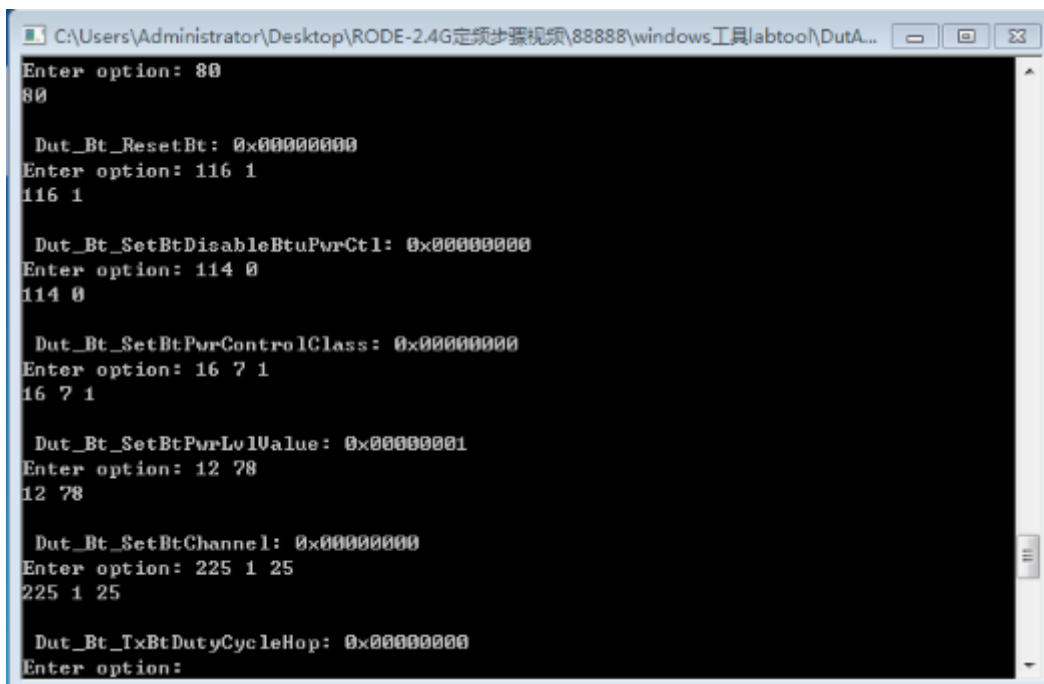 C:\Users\Administrator\Desktop\RODE-2.4G定频步骤视频\88888\windows工具labtool\DutA...
Enter option: 80
80
Dut_Bt_ResetBt: 0x00000000
Enter option: 116 1
116 1
Dut_Bt_SetBtDisableBtuPwrCtl: 0x00000000
Enter option: 114 0
114 0
Dut_Bt_SetBtPwrControlClass: 0x00000000
Enter option: 16 7 1
16 7 1
Dut_Bt_SetBtPwrLvlValue: 0x00000001
Enter option: 12 78
12 78
Dut_Bt_SetBtChannel: 0x00000000
Enter option: 225 1 25
225 1 25
Dut_Bt_TxBtDutyCycleHop: 0x00000000
Enter option: